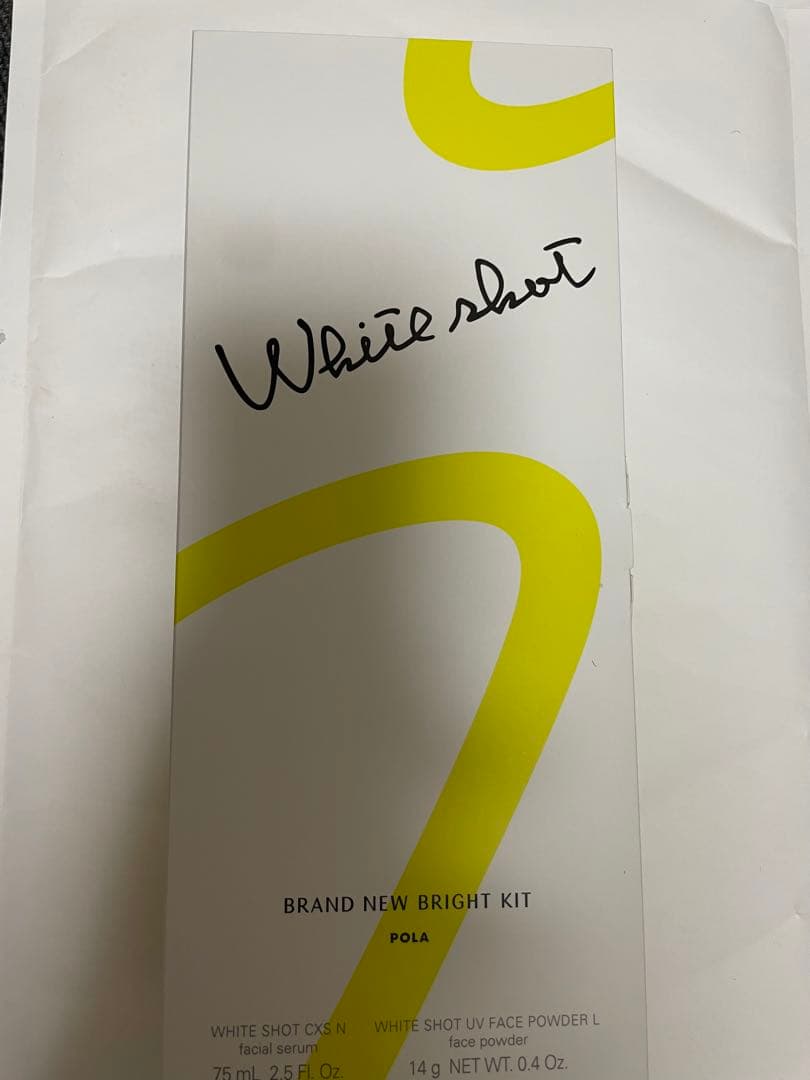 White shot
BRAND NEW BRIGHT KIT
POLA
WHITE SHOT CXS N
facial serum
75 mL 2.5 Fl. Oz.
WHITE SHOT UV FACE POWDER L
face powder
14 g NET WT. 0.4 Oz.